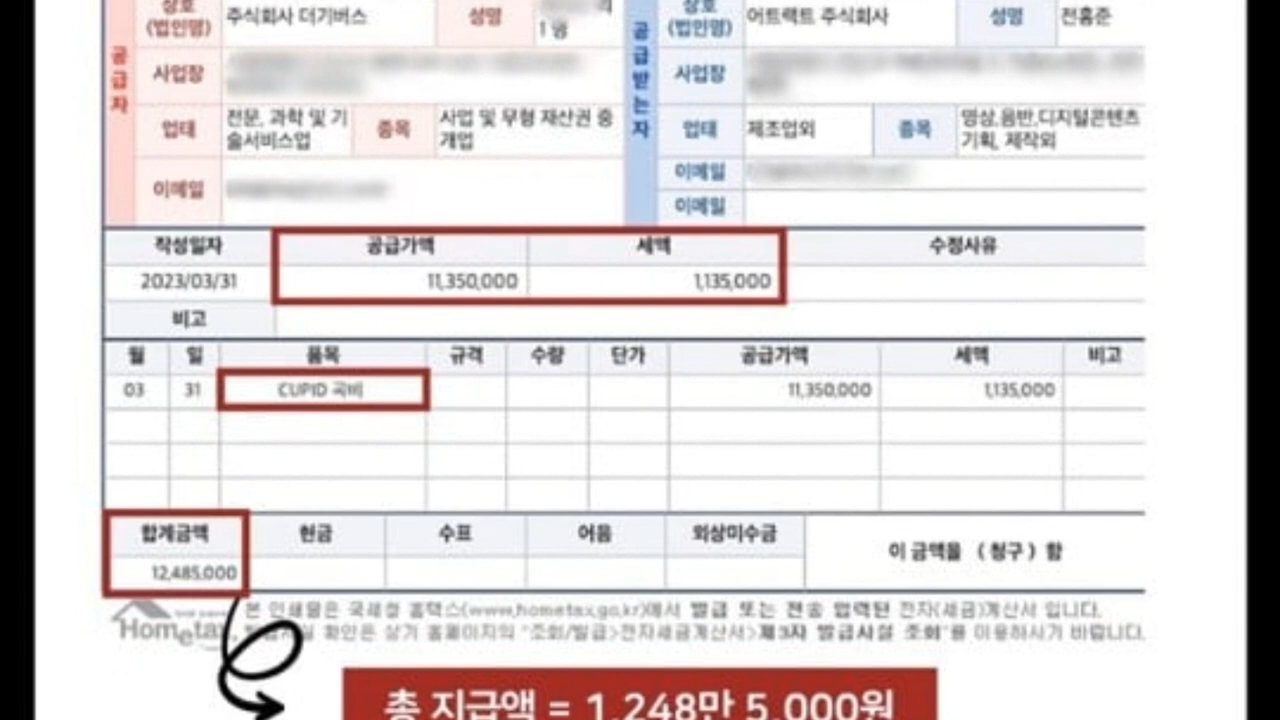 상호
(법인명)
주식회사 더기버스
성명
외
1 명
상호
(법인명)
어트랙트 주식회사
성명
전홍준
공급자
사업장
공급받는자
사업장
업태
전문, 과학 및 기
술서비스업
종목
사업 및 무형 재산권 중
개업
업태
제조업외
종목
영상,음반,디지털콘텐츠
기획, 제작외
이메일
이메일
이메일
작성일자
공급가액
세액
수정사유
2023/03/31
11,350,000
1,135,000
비고
월
일
품목
규격
수량
단가
공급가액
세액
비고
03
31
CUPID 곡비
11,350,000
1,135,000
합계금액
현금
수표
어음
외상미수금
이 금액을 ( 청구 ) 함
12,485,000
Hometax.
본 인쇄물은 국세청 홈택스(www.hometax.go.kr)에서 발급 또는 전송 입력된 전자(세금)계산서 입니다.
발급사실 확인은 상기 홈페이지의 "조회/발급>전자세금계산서>제3자 발급사실 조회"를 이용하시기 바랍니다.
총 지급액 = 1,248만 5,000원